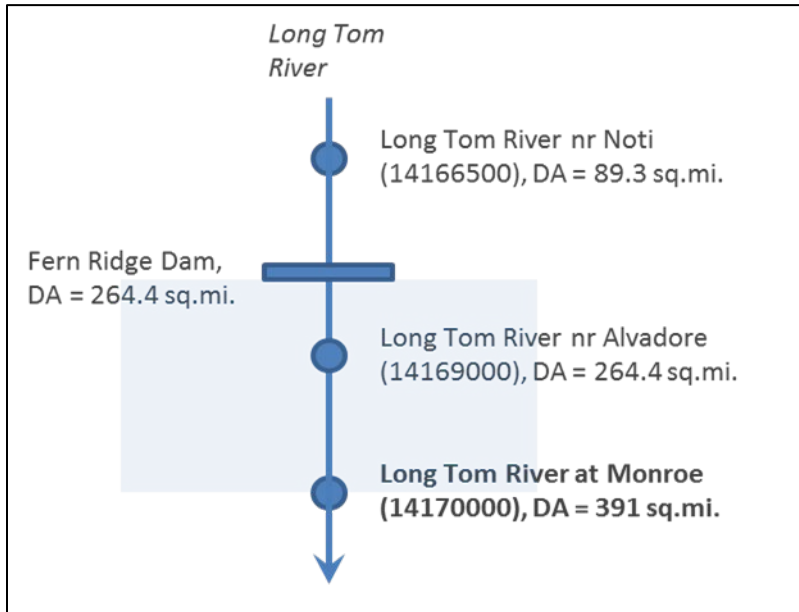 Long Tom
River
Long Tom River nr Noti
(14166500), DA = 89.3 sq.mi.
Fern Ridge Dam,
DA = 264.4 sq.mi.
Long Tom River nr Alvadore
(14169000), DA = 264.4 sq.mi.
Long Tom River at Monroe
(14170000), DA = 391 sq.mi.